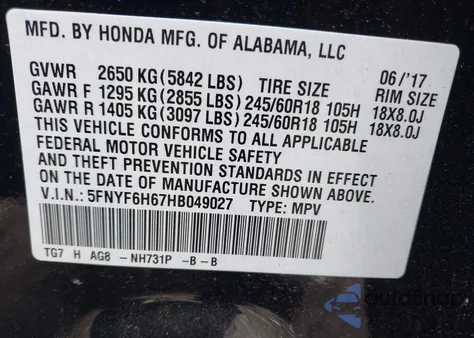 MFD. BY HONDA MFG. OF ALABAMA, LLC
06/'17
GVWR 2650 KG(5842 LBS) TIRE SIZE RIM SIZE
GAWR F 1295 KG(2855 LBS) 245/60R18 105H 18X8.0J
GAWR R 1405 KG(3097 LBS) 245/60R18 105H 18X8.0J
THIS VEHICLE CONFORMS TO ALL APPLICABLE
FEDERAL MOTOR VEHICLE SAFETY
AND THEFT PREVENTION STANDARDS IN EFFECT
ON THE DATE OF MANUFACTURE SHOWN ABOVE.
V.I.N.: 5FNYF6H67HB049027 TYPE: MPV
TG7 H AG8 -NH731P -B -B
AutoSnap